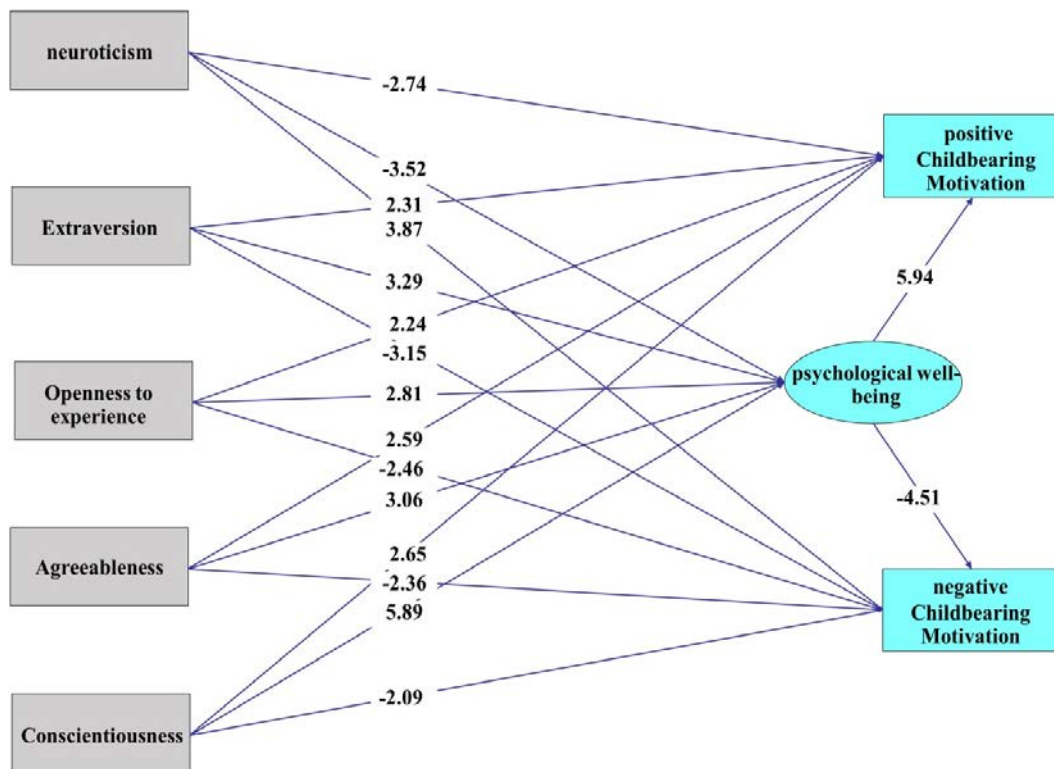 neuroticism
-2.74
positive
Childbearing
Motivation
-3.52
2.31
Extraversion
3.87
5.94
3.29
2.24
-3.15
psychological well-
being
Openness to
experience
2.81
2.59
-2.46
3.06
-4.51
Agreeableness
2.65
-2.36
5.89
negative
Childbearing
Motivation
-2.09
Conscientiousness